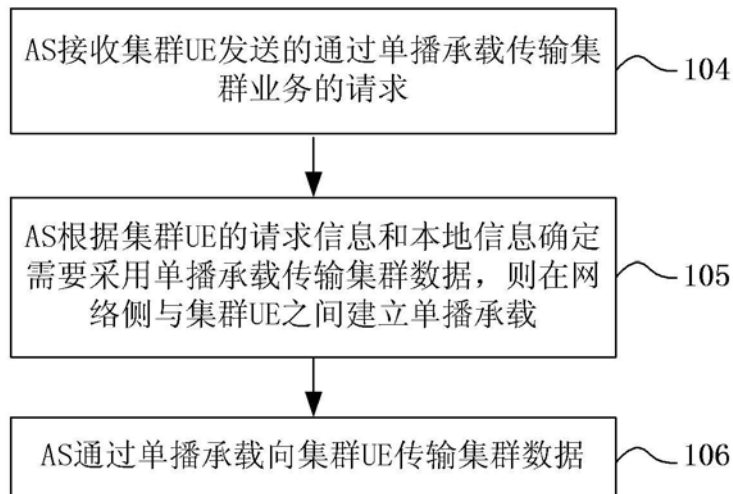 AS接收集群UE发送的通过单播承载传输集
群业务的请求
104
AS根据集群UE的请求信息和本地信息确定
需要采用单播承载传输集群数据，则在网
络侧与集群UE之间建立单播承载
105
AS通过单播承载向集群UE传输集群数据
106